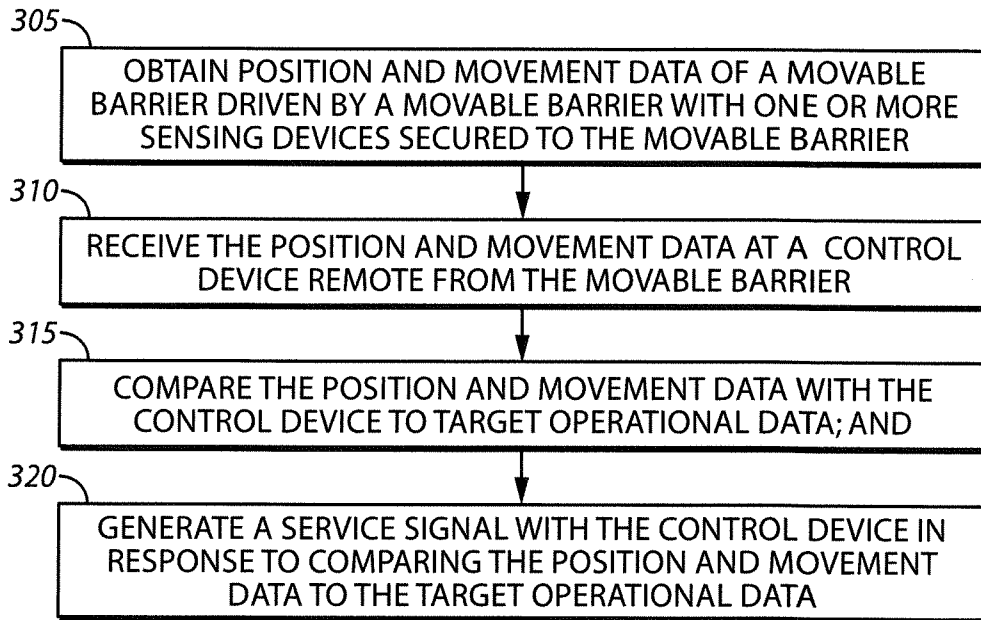 305
OBTAIN POSITION AND MOVEMENT DATA OF A MOVABLE
BARRIER DRIVEN BY A MOVABLE BARRIER WITH ONE OR MORE
SENSING DEVICES SECURED TO THE MOVABLE BARRIER
310
RECEIVE THE POSITION AND MOVEMENT DATA AT A CONTROL
DEVICE REMOTE FROM THE MOVABLE BARRIER
315
COMPARE THE POSITION AND MOVEMENT DATA WITH THE
CONTROL DEVICE TO TARGET OPERATIONAL DATA; AND
320
GENERATE A SERVICE SIGNAL WITH THE CONTROL DEVICE IN
RESPONSE TO COMPARING THE POSITION AND MOVEMENT
DATA TO THE TARGET OPERATIONAL DATA